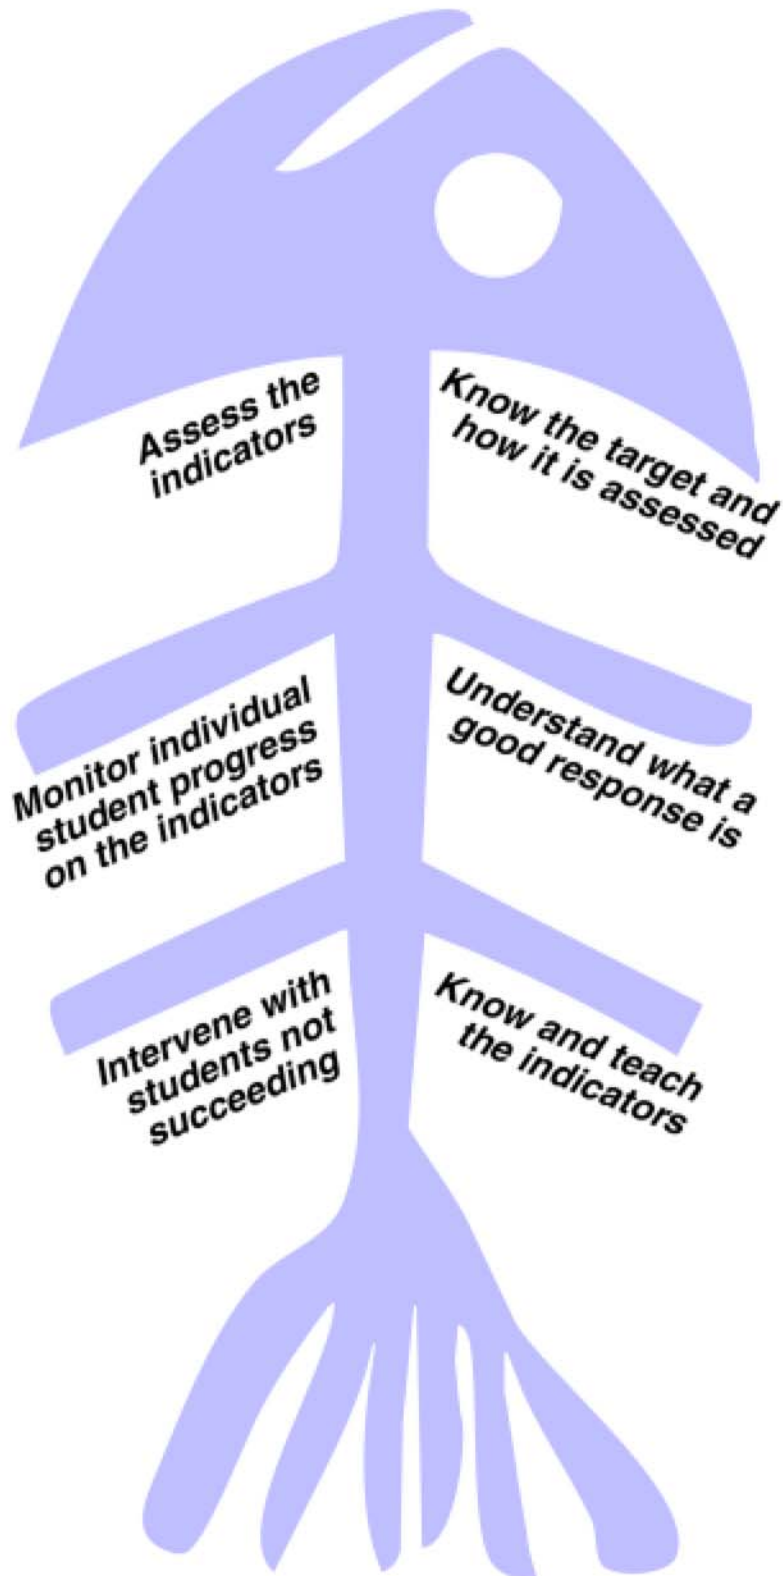 Assess the
indicators
Know the target and
how it is assessed
Monitor individual
student progress
on the indicators
Understand what a
good response is
Intervene with
students not
succeeding
Know and teach
the indicators